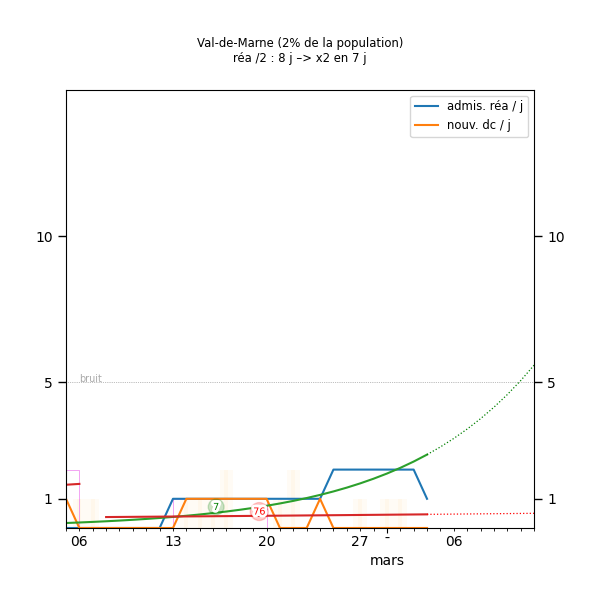 Val-de-Marne (2% de la population)
réa /2 : 8 j –> x2 en 7 j
admis. réa / j
nouv. dc / j
10 10
bruit
5 5
7
76
1 1
06 13 20 27 - 06
mars